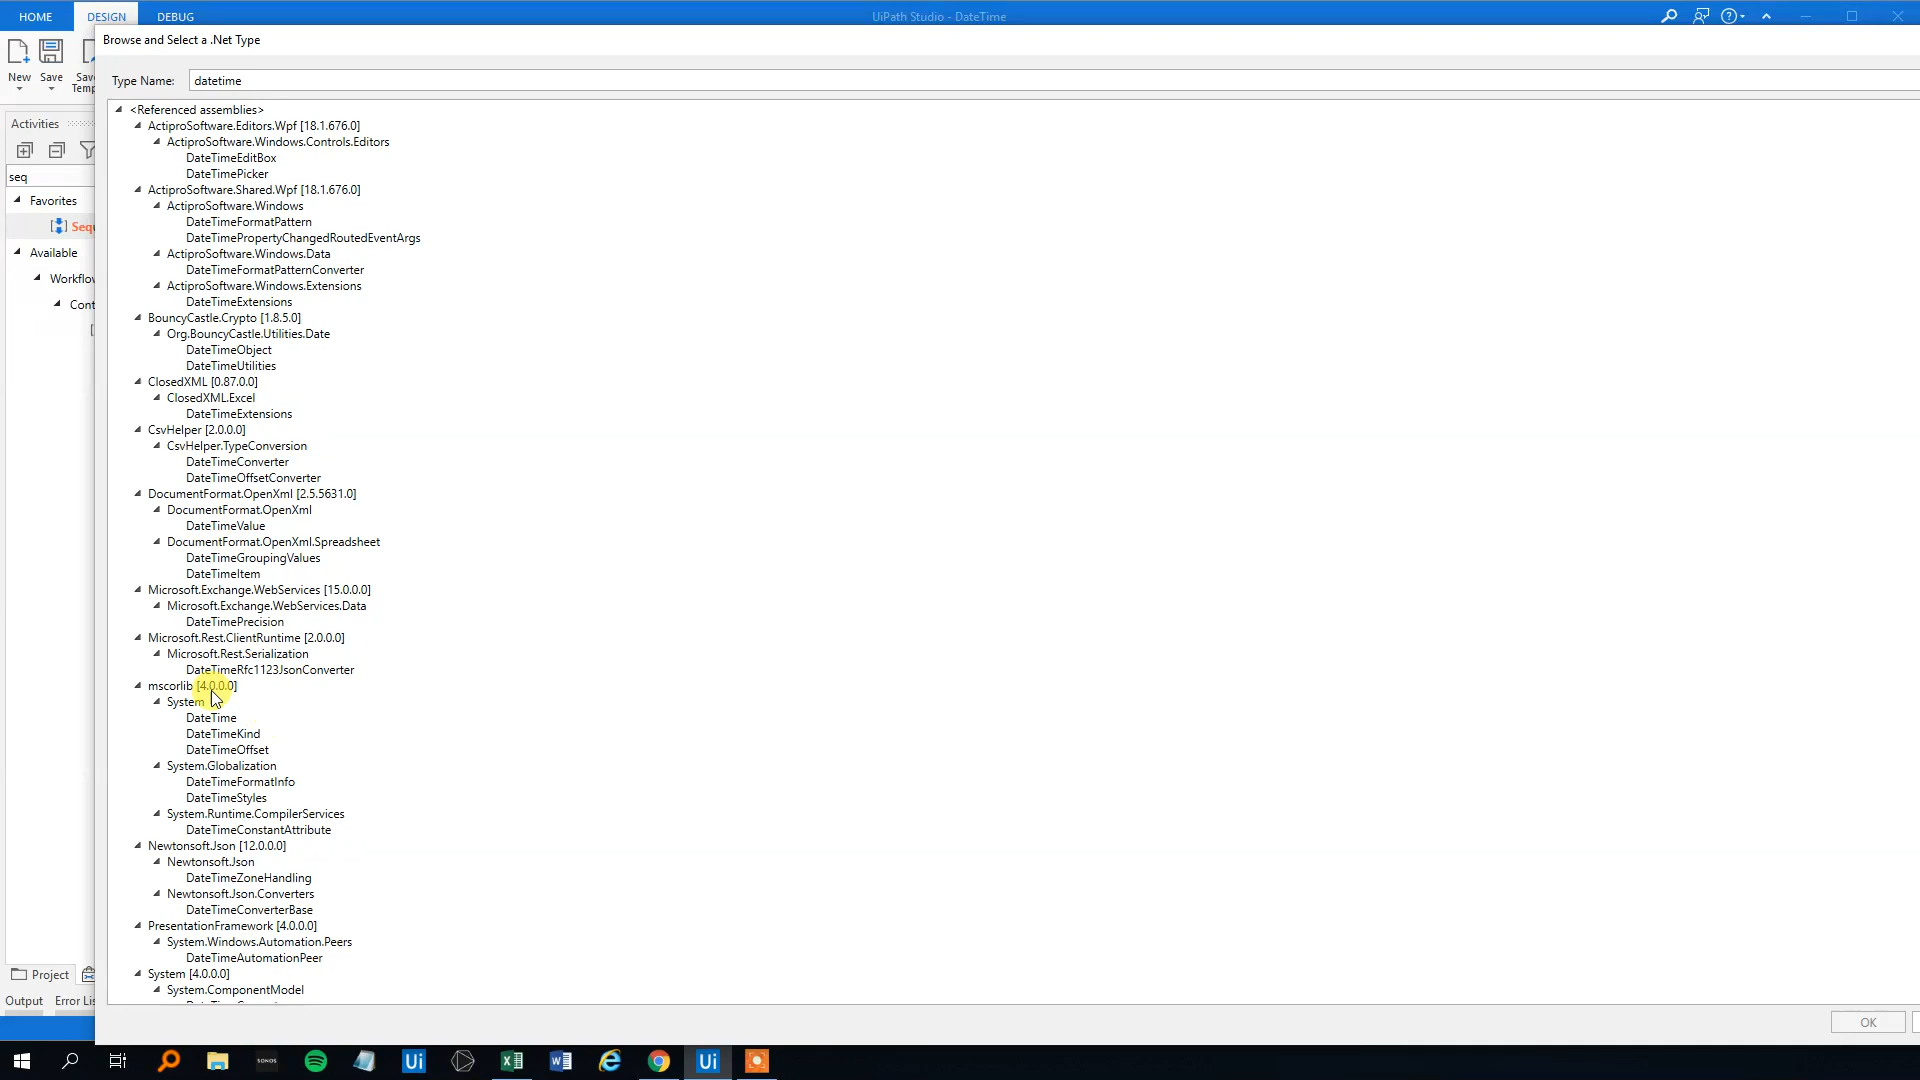 HOME DESIGN DEBUG UiPath Studio - DateTime
Browse and Select a .Net Type
New Save
Type Name: datetime
<Referenced assemblies>
ActiproSoftware.Editors.Wpf [18.1.676.0]
ActiproSoftware.Windows.Controls.Editors
DateTimeEditBox
DateTimePicker
ActiproSoftware.Shared.Wpf [18.1.676.0]
ActiproSoftware.Windows
DateTimeFormatPattern
DateTimePropertyChangedRoutedEventArgs
ActiproSoftware.Windows.Data
DateTimeFormatPatternConverter
ActiproSoftware.Windows.Extensions
DateTimeExtensions
BouncyCastle.Crypto [1.8.5.0]
Org.BouncyCastle.Utilities.Date
DateTimeObject
DateTimeUtilities
ClosedXML [0.87.0.0]
ClosedXML.Excel
DateTimeExtensions
CsvHelper [2.0.0.0]
CsvHelper.TypeConversion
DateTimeConverter
DateTimeOffsetConverter
DocumentFormat.OpenXml [2.5.5631.0]
DocumentFormat.OpenXml
DateTimeValue
DocumentFormat.OpenXml.Spreadsheet
DateTimeGroupingValues
DateTimeItem
Microsoft.Exchange.WebServices [15.0.0.0]
Microsoft.Exchange.WebServices.Data
DateTimePrecision
Microsoft.Rest.ClientRuntime [2.0.0.0]
Microsoft.Rest.Serialization
DateTimeRfc1123JsonConverter
mscorlib [4.0.0.0]
System
DateTime
DateTimeKind
DateTimeOffset
System.Globalization
DateTimeFormatInfo
DateTimeStyles
System.Runtime.CompilerServices
DateTimeConstantAttribute
Newtonsoft.Json [12.0.0.0]
Newtonsoft.Json
DateTimeZoneHandling
Newtonsoft.Json.Converters
DateTimeConverterBase
PresentationFramework [4.0.0.0]
System.Windows.Automation.Peers
DateTimeAutomationPeer
System [4.0.0.0]
System.ComponentModel
Activities
seq
Favorites
Sequ
Available
Workflov
Cont
Project
Output Error Lis
OK
SONOS Ui Ui